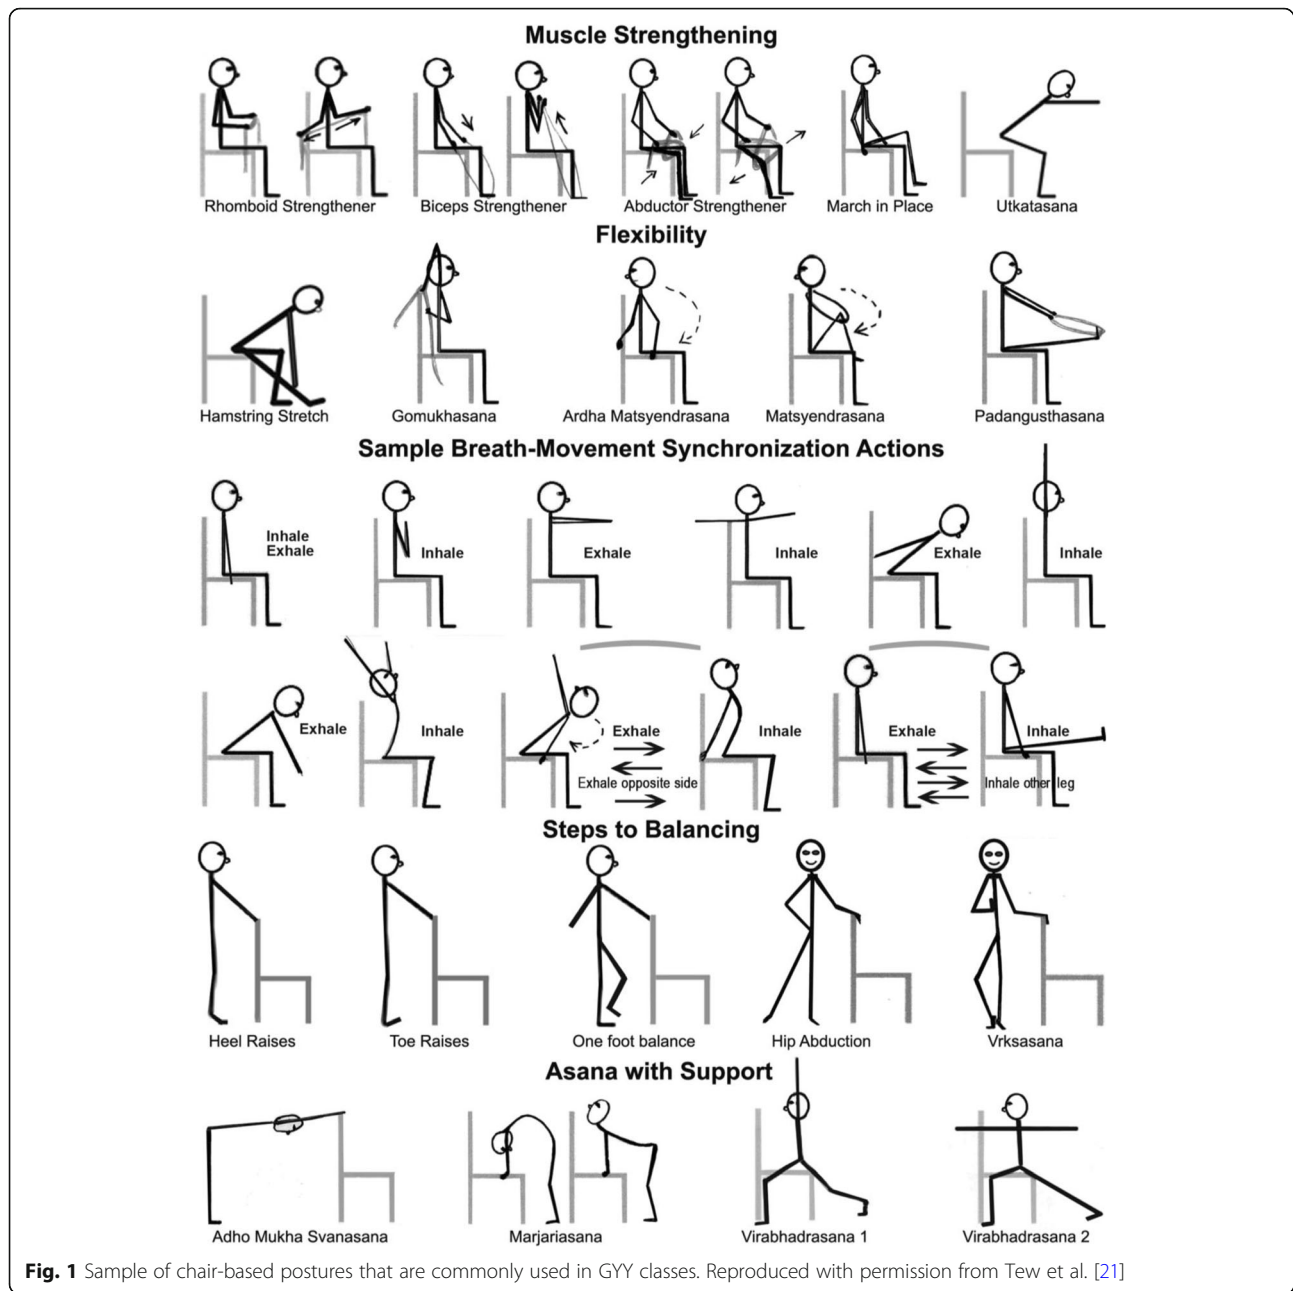 Muscle Strengthening
Rhomboid Strengthener
Biceps Strengthener
Abductor Strengthener
March in Place
Utkatasana
Flexibility
Hamstring Stretch
Gomukhasana
Ardha Matsyendrasana
Matsyendrasana
Padangusthasana
Sample Breath-Movement Synchronization Actions
Inhale
Exhale
Inhale
Exhale
Inhale
Exhale
Inhale
Exhale
Inhale
Exhale
Exhale opposite side
Inhale
Exhale
Inhale
Inhale other leg
Steps to Balancing
Heel Raises
Toe Raises
One foot balance
Hip Abduction
Vrksasana
Asana with Support
Adho Mukha Svanasana
Marjariasana
Virabhadrasana 1
Virabhadrasana 2
Fig. 1 Sample of chair-based postures that are commonly used in GYY classes. Reproduced with permission from Tew et al. [21]